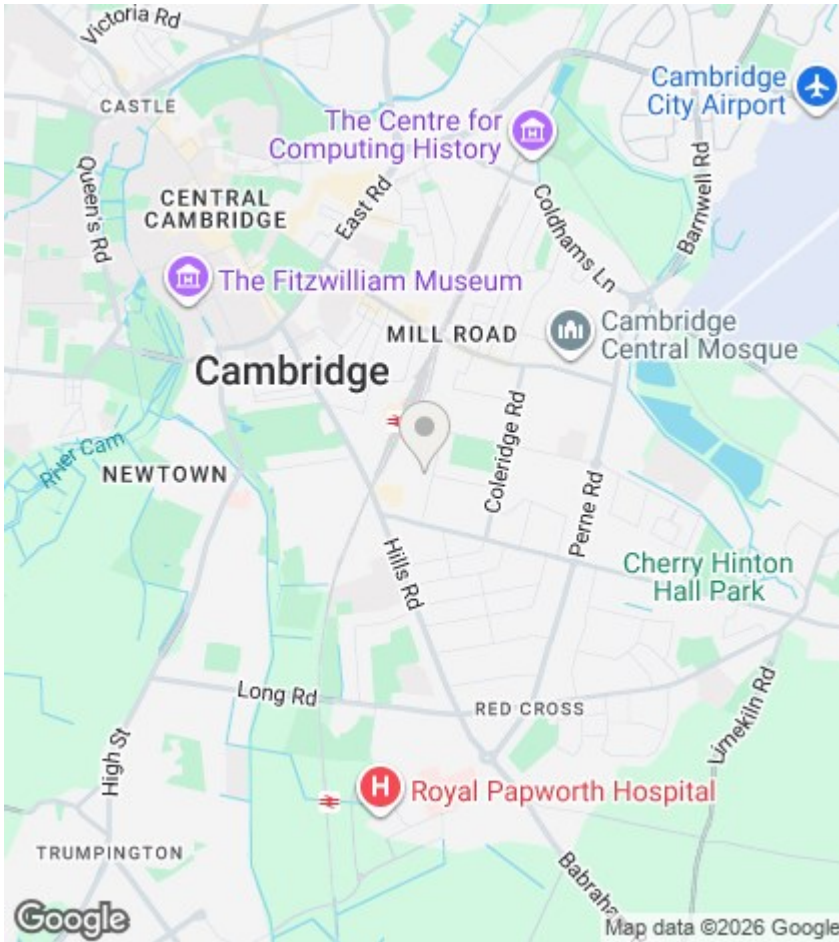 Victoria Rd
Cambridge
City Airport
CASTLE
The Centre for
Computing History
Queen's Rd
Barnwell Rd
East Rd
CENTRAL
CAMBRIDGE
Coldhams Ln
The Fitzwilliam Museum
MILL ROAD
Cambridge
Central Mosque
Cambridge
Coleridge Rd
River Cam
NEWTOWN
Perne Rd
Hills Rd
Cherry Hinton
Hall Park
Long Rd
RED CROSS
Limekiln Rd
High St
H
Royal Papworth Hospital
TRUMPINGTON
Babraha
Google
Map data ©2026 Google